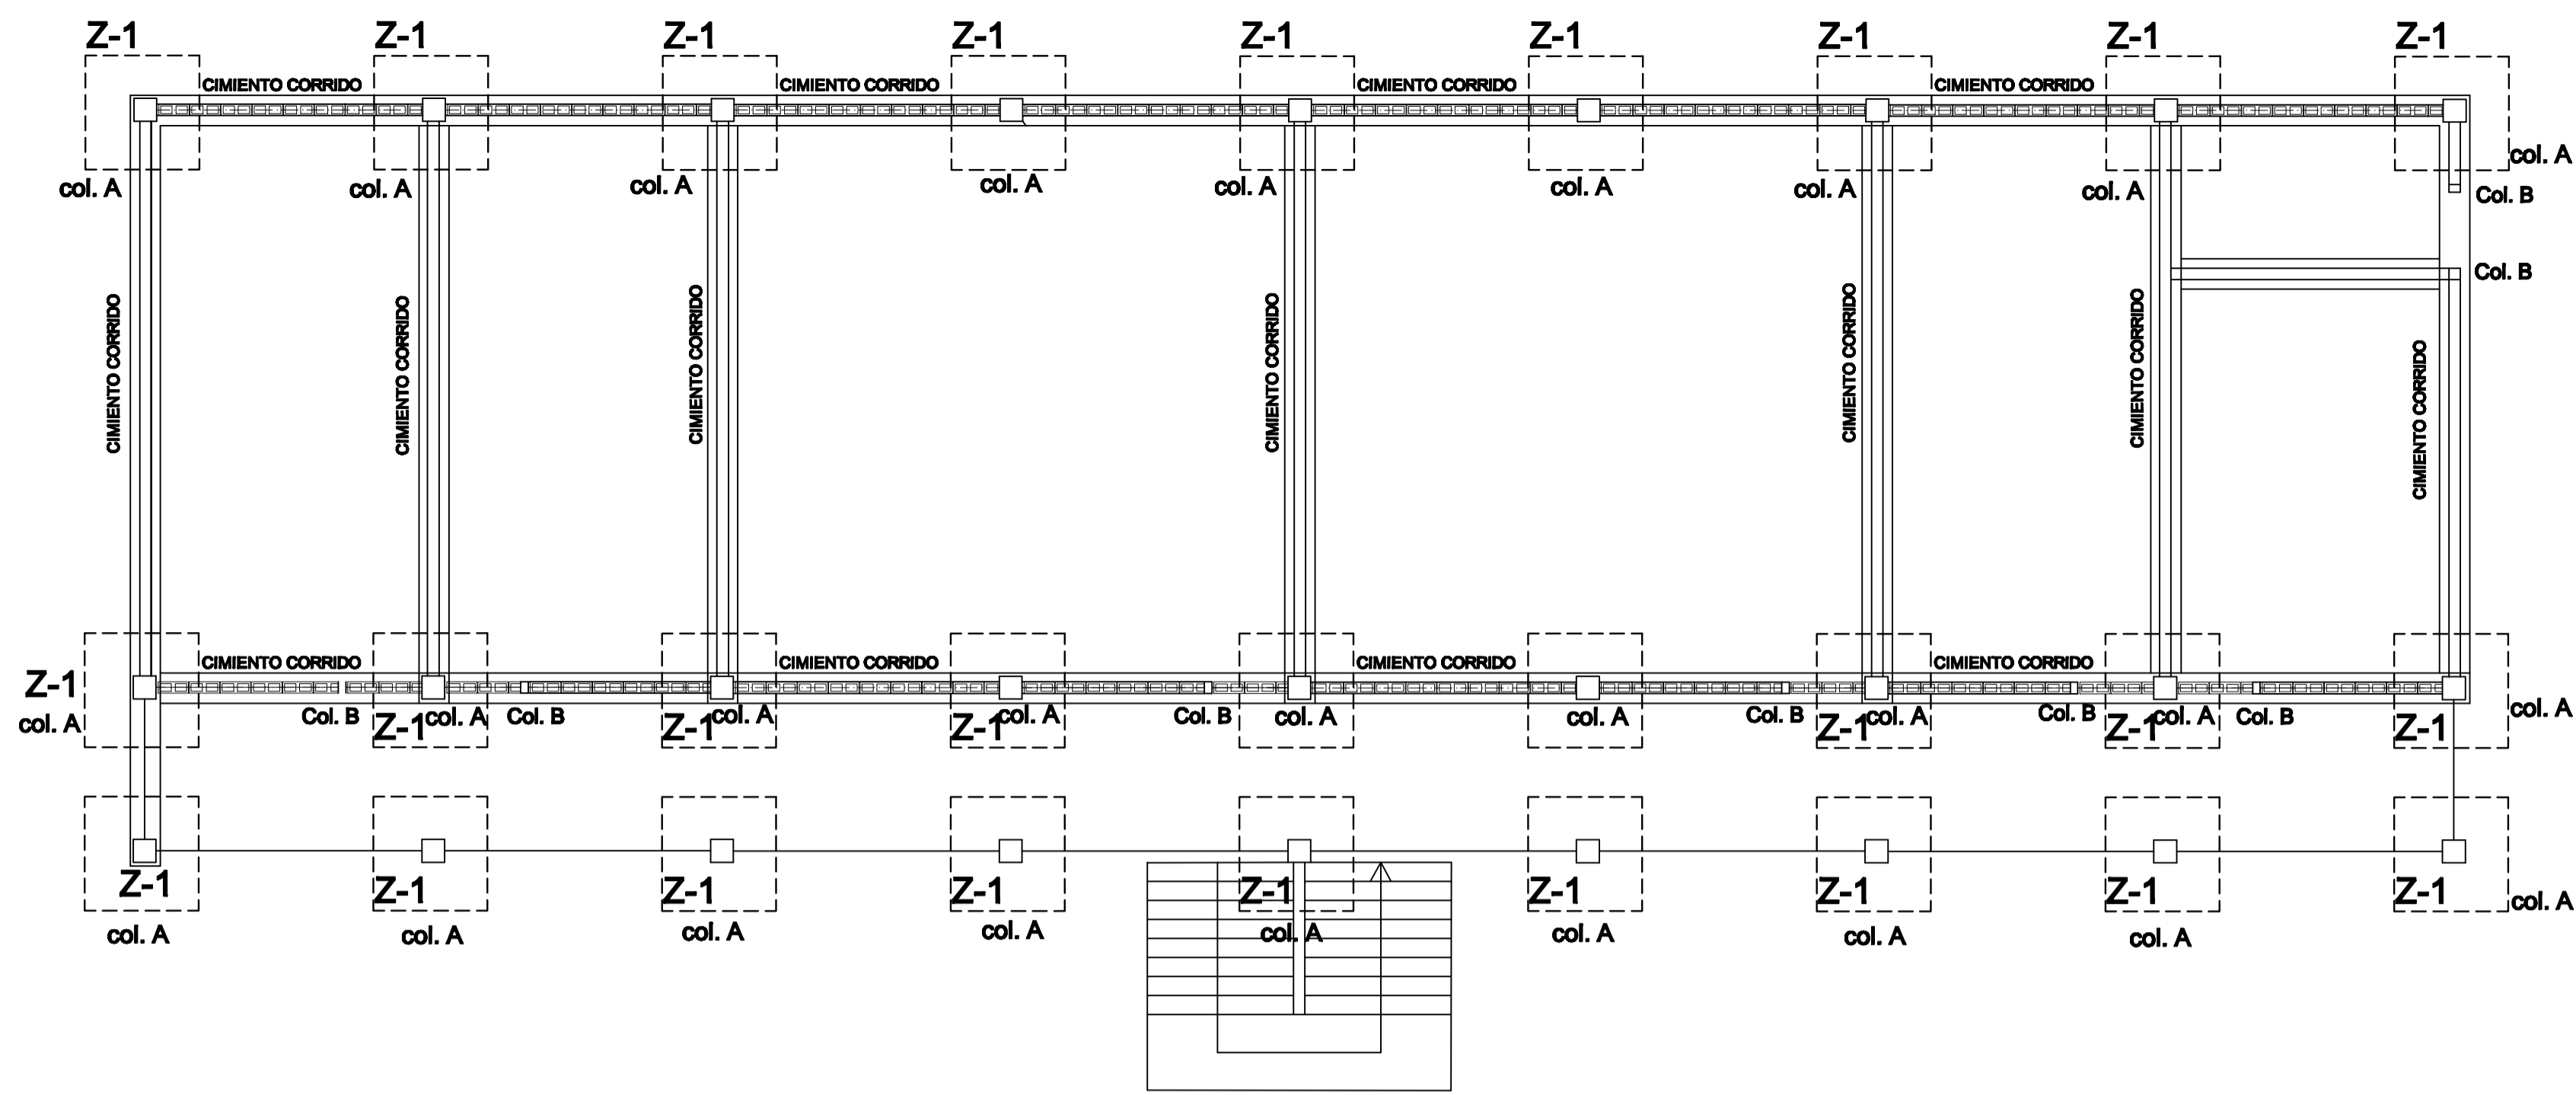 Z-1 Z-1 Z-1 Z-1 Z-1 Z-1 Z-1 Z-1 Z-1
CIMIENTO CORRIDO CIMIENTO CORRIDO CIMIENTO CORRIDO CIMIENTO CORRIDO
col. A col. A col. A col. A col. A col. A col. A col. A col. A
Col. B
Col. B
CIMIENTO CORRIDO
CIMIENTO CORRIDO
CIMIENTO CORRIDO
CIMIENTO CORRIDO
CIMIENTO CORRIDO
CIMIENTO CORRIDO
CIMIENTO CORRIDO
CIMIENTO CORRIDO CIMIENTO CORRIDO CIMIENTO CORRIDO CIMIENTO CORRIDO
Z-1
col. A Col. B col. A Col. B col. A col. A Col. B col. A col. A Col. B col. A Col. B col. A Col. B col. A
Z-1 Z-1 Z-1 Z-1 Z-1 Z-1
Z-1 Z-1 Z-1 Z-1 Z-1 Z-1 Z-1 Z-1 Z-1
col. A col. A col. A col. A col. A col. A col. A col. A col. A